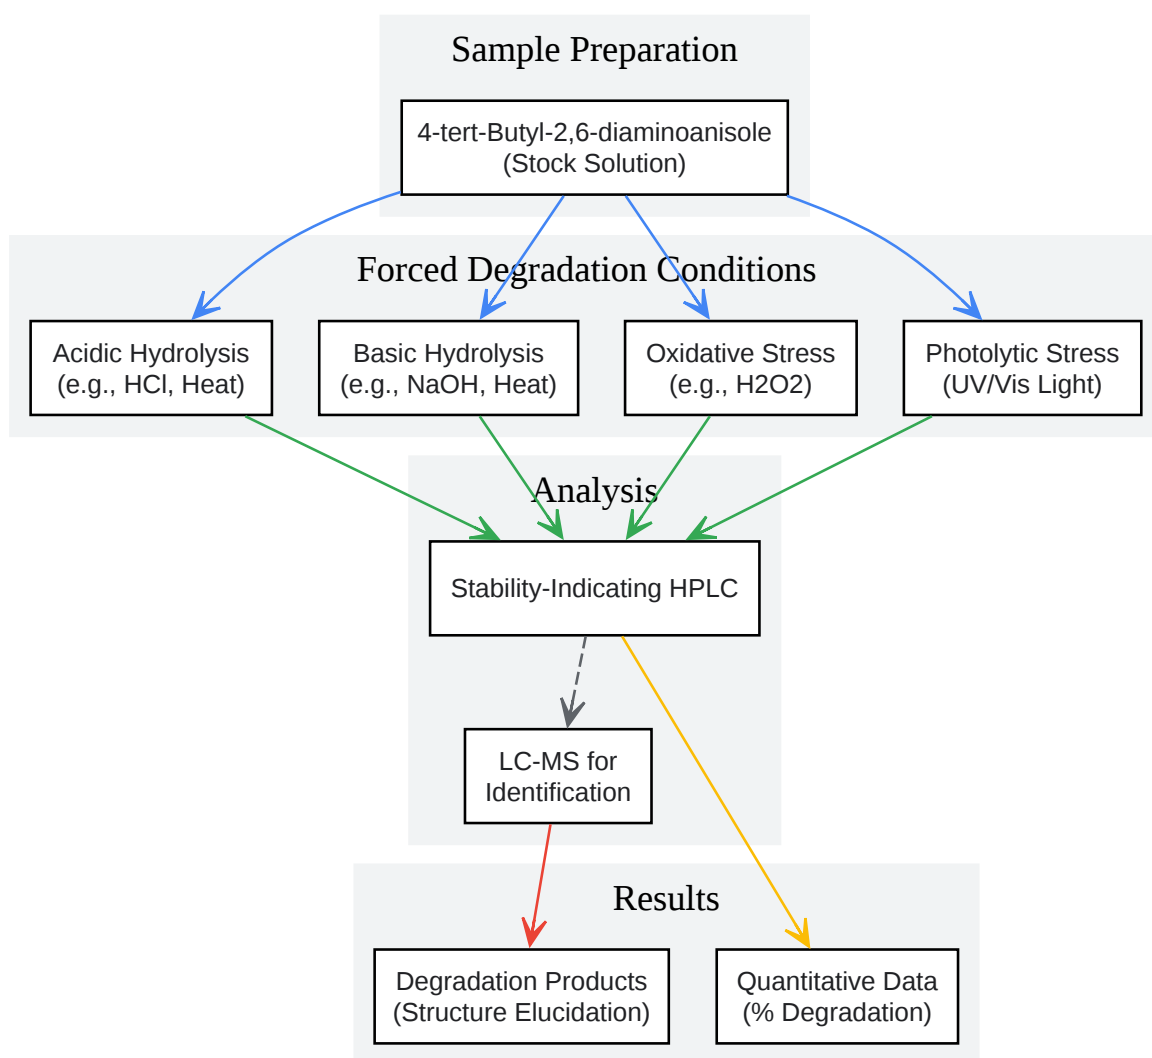 Sample Preparation
4-tert-Butyl-2,6-diaminoanisole
(Stock Solution)
Forced Degradation Conditions
Acidic Hydrolysis
(e.g., HCl, Heat)
Basic Hydrolysis
(e.g., NaOH, Heat)
Oxidative Stress
(e.g., H2O2)
Photolytic Stress
(UV/Vis Light)
Analysis
Stability-Indicating HPLC
LC-MS for
Identification
Results
Degradation Products
(Structure Elucidation)
Quantitative Data
(% Degradation)